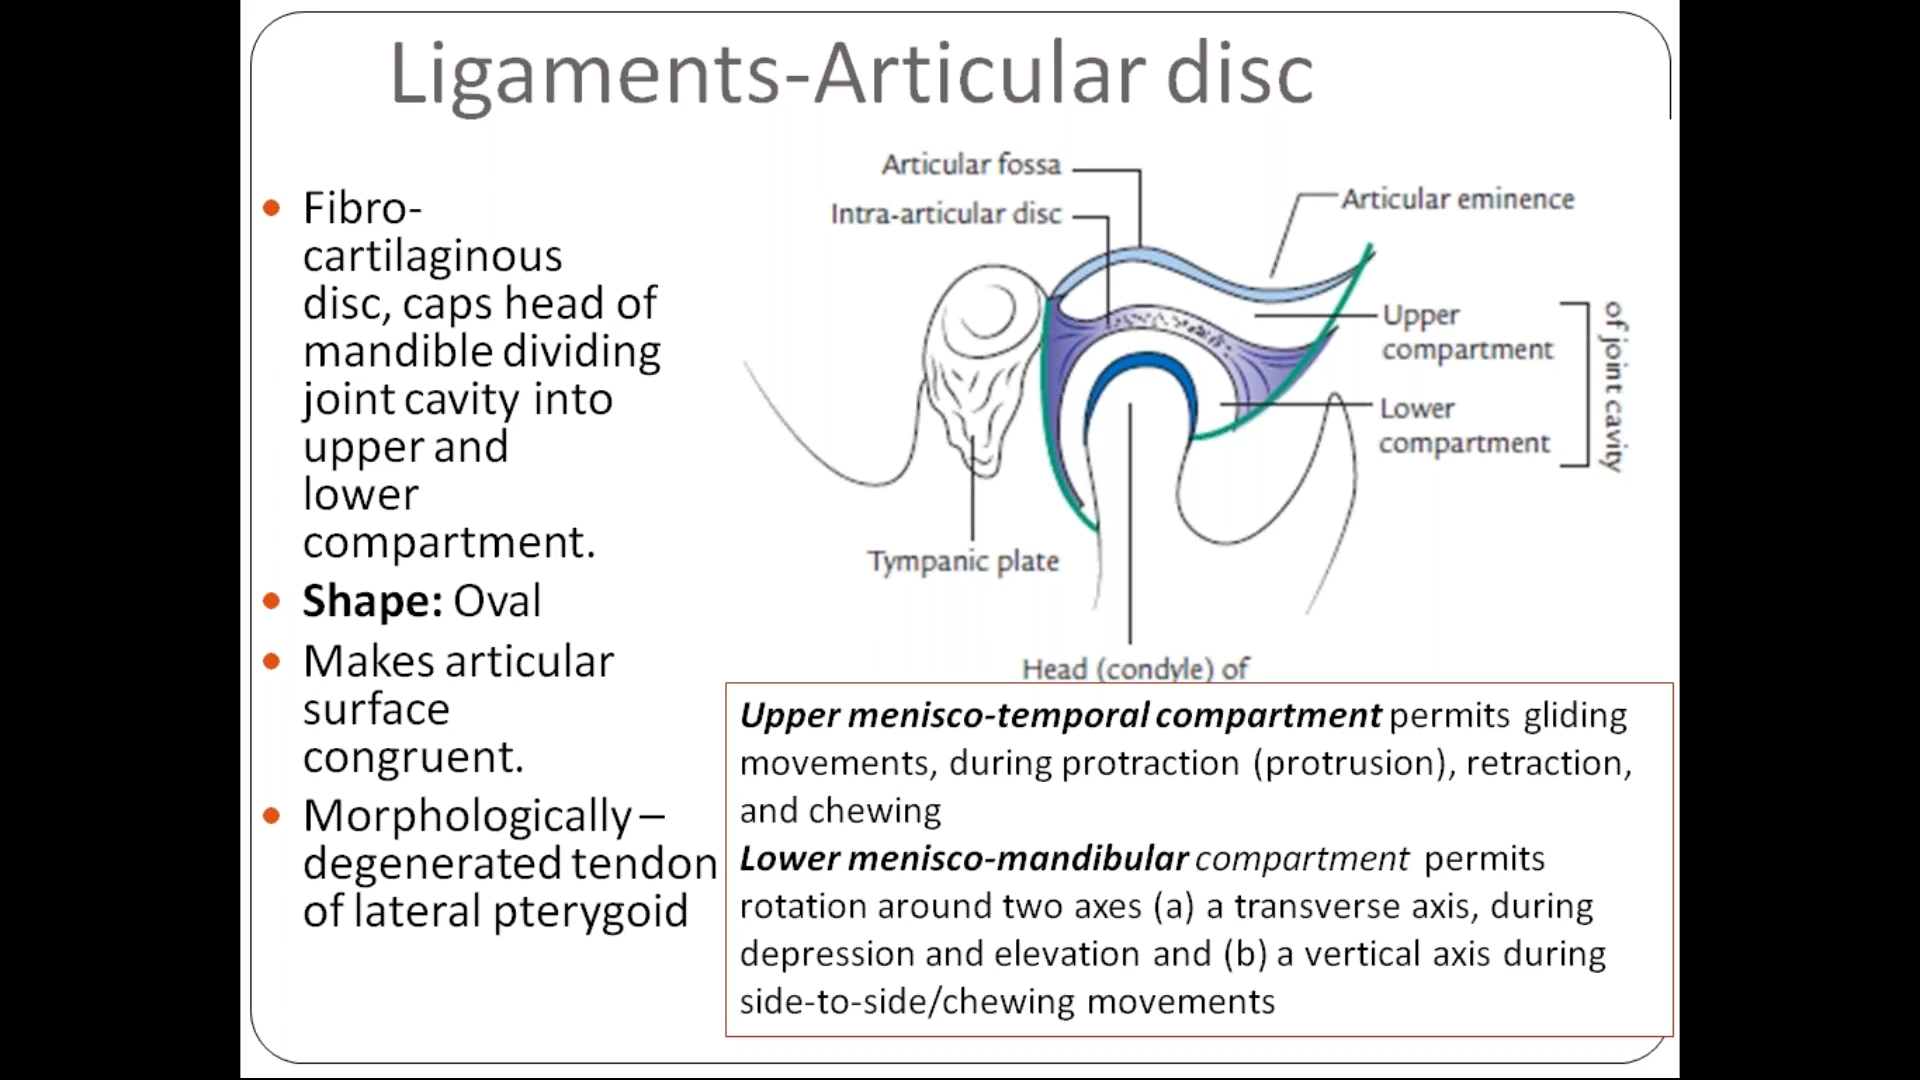 Ligaments-Articular disc
Fibro-
cartilaginous
disc, caps head of
mandible dividing
joint cavity into
upper and
lower
compartment.
Shape: Oval
Makes articular
surface
congruent.
Morphologically –
degenerated tendon
of lateral pterygoid
Articular fossa
Intra-articular disc
Articular eminence
Upper
compartment
Lower
compartment
of joint cavity
Tympanic plate
Head (condyle) of
Upper menisco-temporal compartment permits gliding
movements, during protraction (protrusion), retraction,
and chewing
Lower menisco-mandibular compartment permits
rotation around two axes (a) a transverse axis, during
depression and elevation and (b) a vertical axis during
side-to-side/chewing movements